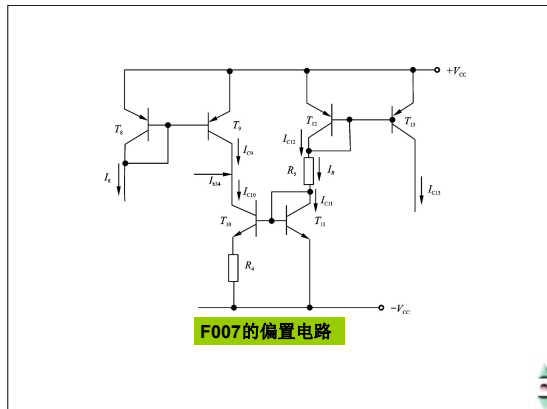 +V_CC
T_8
T_9
T_12
T_13
I_C9
I_C12
R_5
I_R
I_8
I_B34
I_C10
I_C11
I_C13
T_10
T_11
R_4
-V_CC
F007的偏置电路